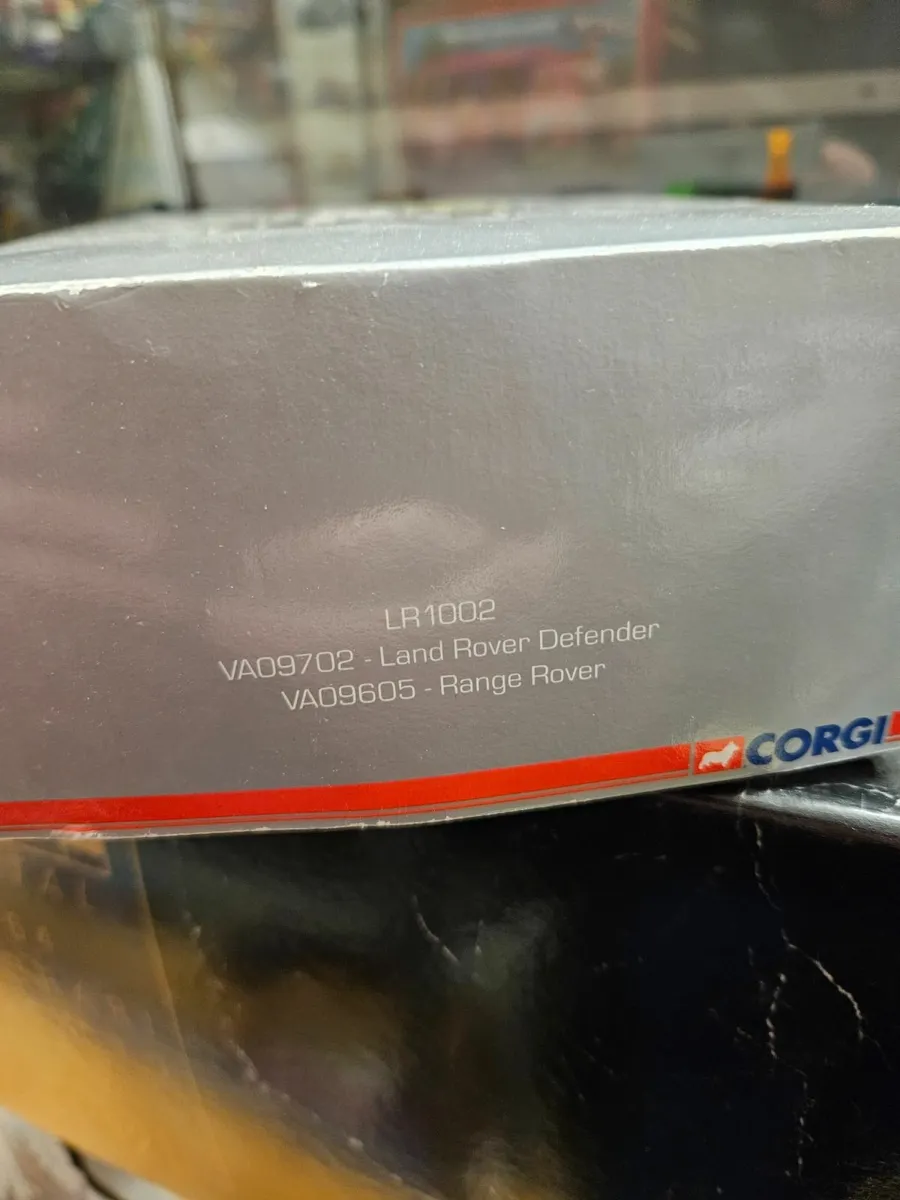 LR1002
VA09702 - Land Rover Defender
VA09605 - Range Rover
CORGI